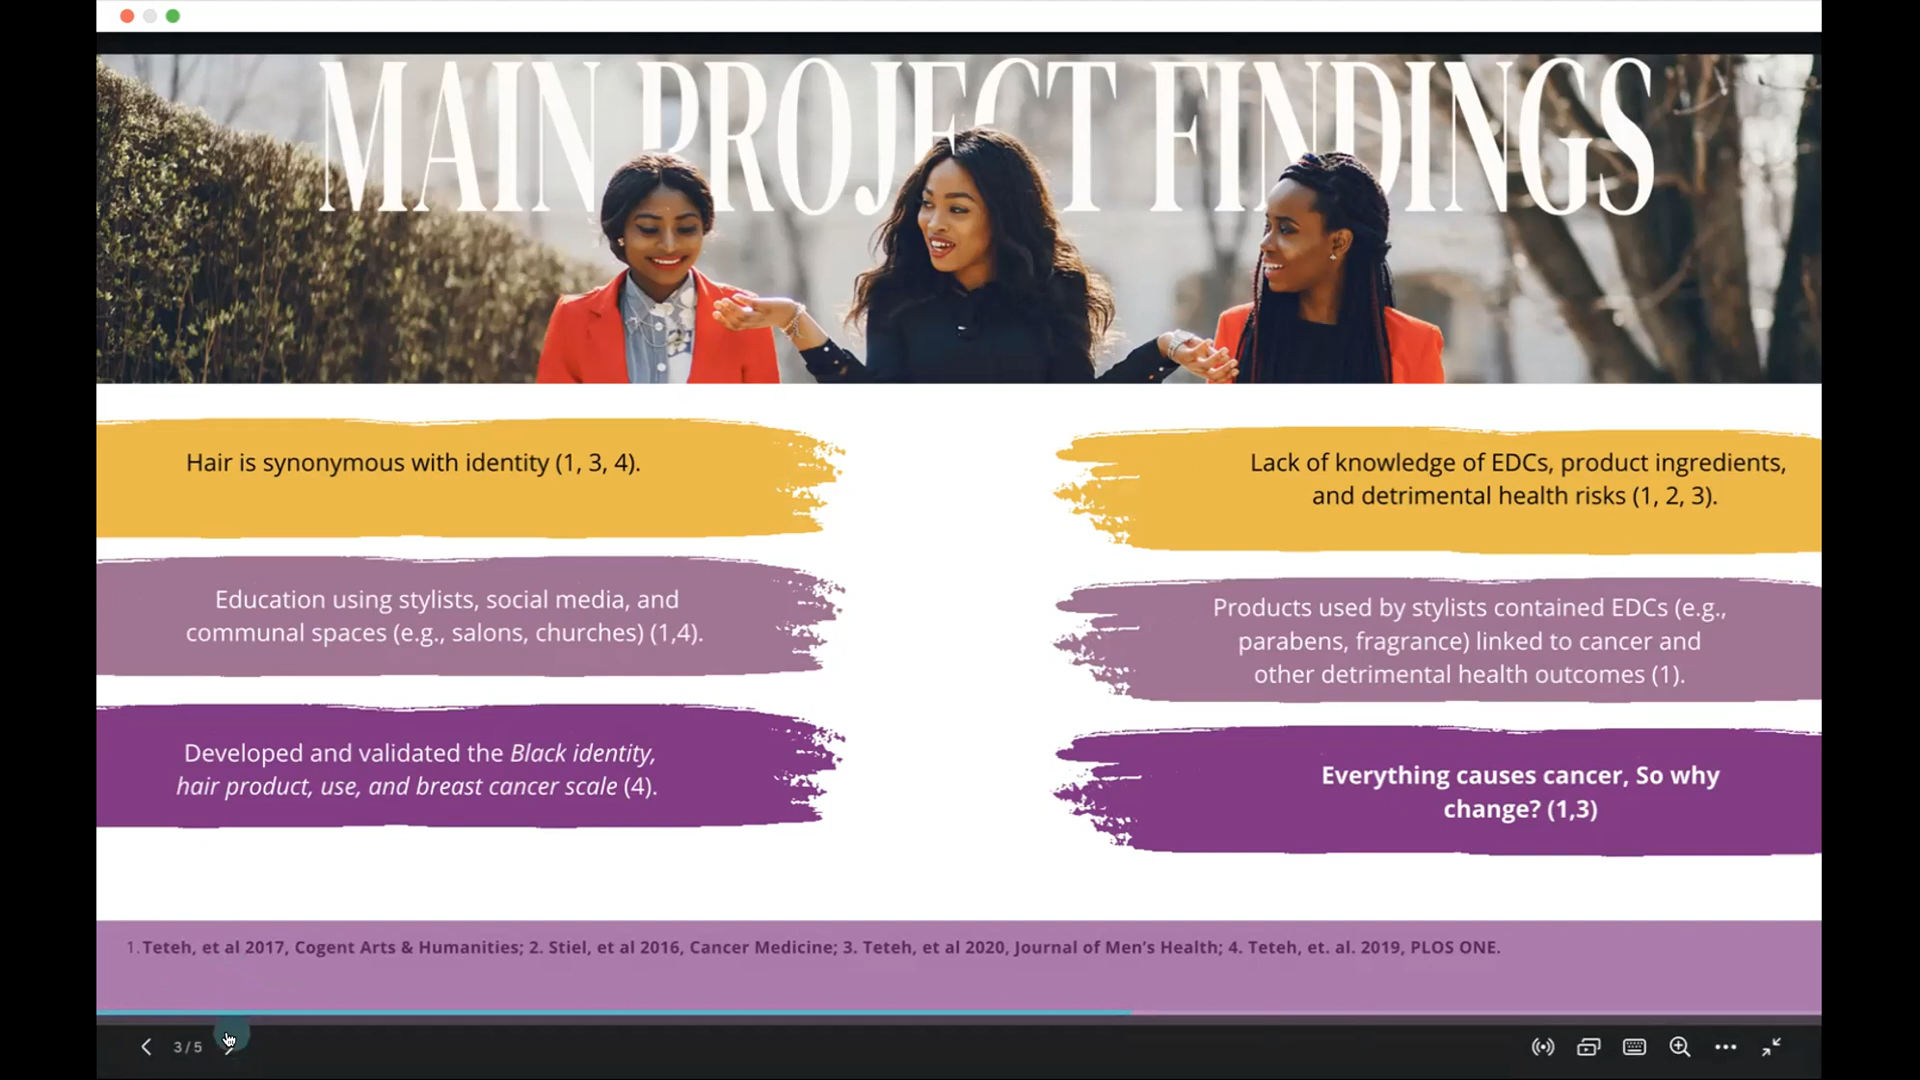 MAIN PROJECT FINDINGS
Hair is synonymous with identity (1, 3, 4).
Education using stylists, social media, and
communal spaces (e.g., salons, churches) (1,4).
Developed and validated the Black identity,
hair product, use, and breast cancer scale (4).
Lack of knowledge of EDCs, product ingredients,
and detrimental health risks (1, 2, 3).
Products used by stylists contained EDCs (e.g.,
parabens, fragrance) linked to cancer and
other detrimental health outcomes (1).
Everything causes cancer, So why
change? (1,3)
1. Teteh, et al 2017, Cogent Arts & Humanities; 2. Stiel, et al 2016, Cancer Medicine; 3. Teteh, et al 2020, Journal of Men's Health; 4. Teteh, et. al. 2019, PLOS ONE.
3/5